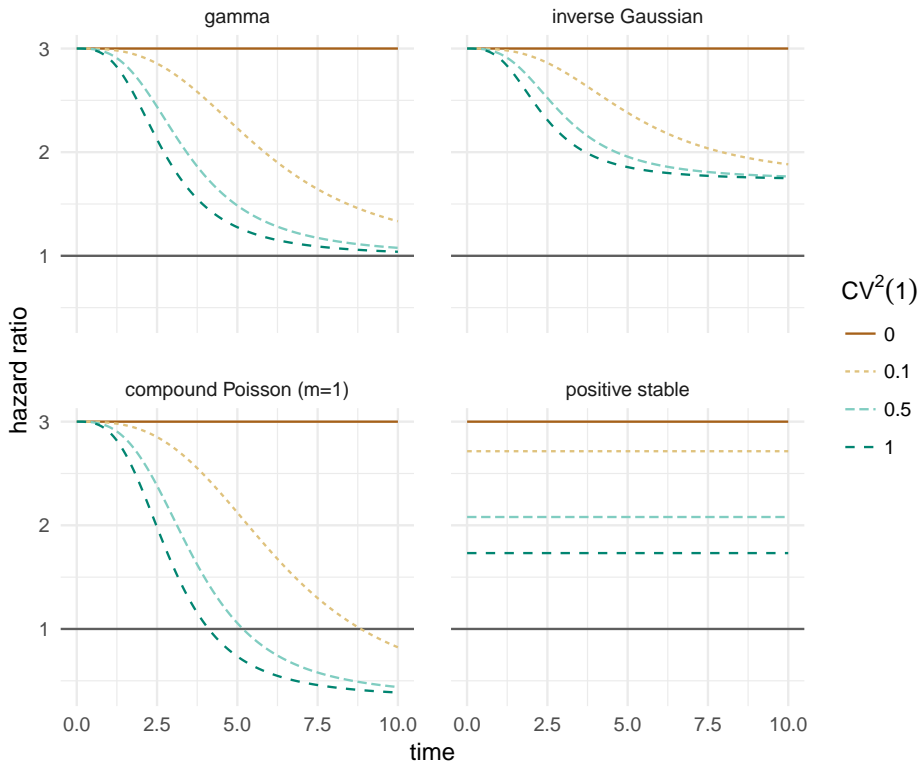 gamma
inverse Gaussian
3
2
1
compound Poisson (m=1)
positive stable
3
2
1
0.0
2.5
5.0
7.5
10.0
0.0
2.5
5.0
7.5
10.0
time
hazard ratio
CV²(1)
0
0.1
0.5
1